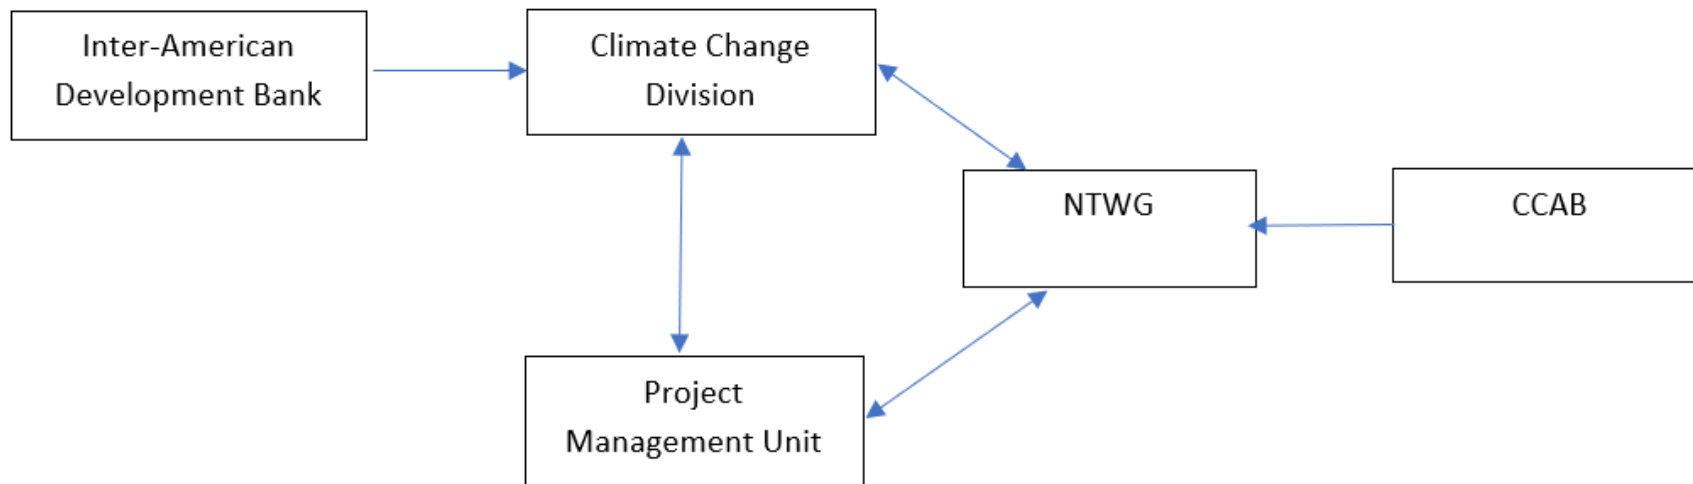 Inter-American
Development Bank
Climate Change
Division
NTWG
CCAB
Project
Management Unit